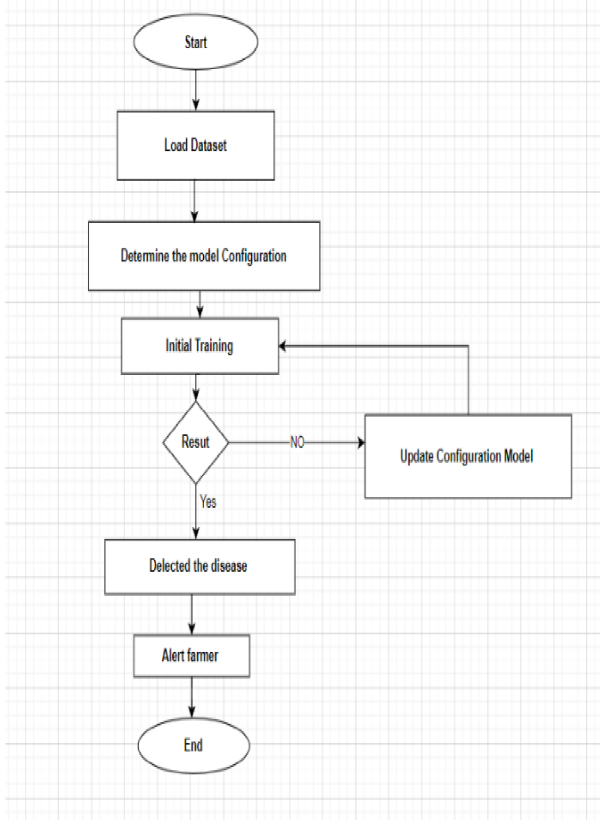 Start
Load Dataset
Determine the model Configuration
Initial Training
Resut
NO
Update Configuration Model
Yes
Delected the disease
Alert farmer
End